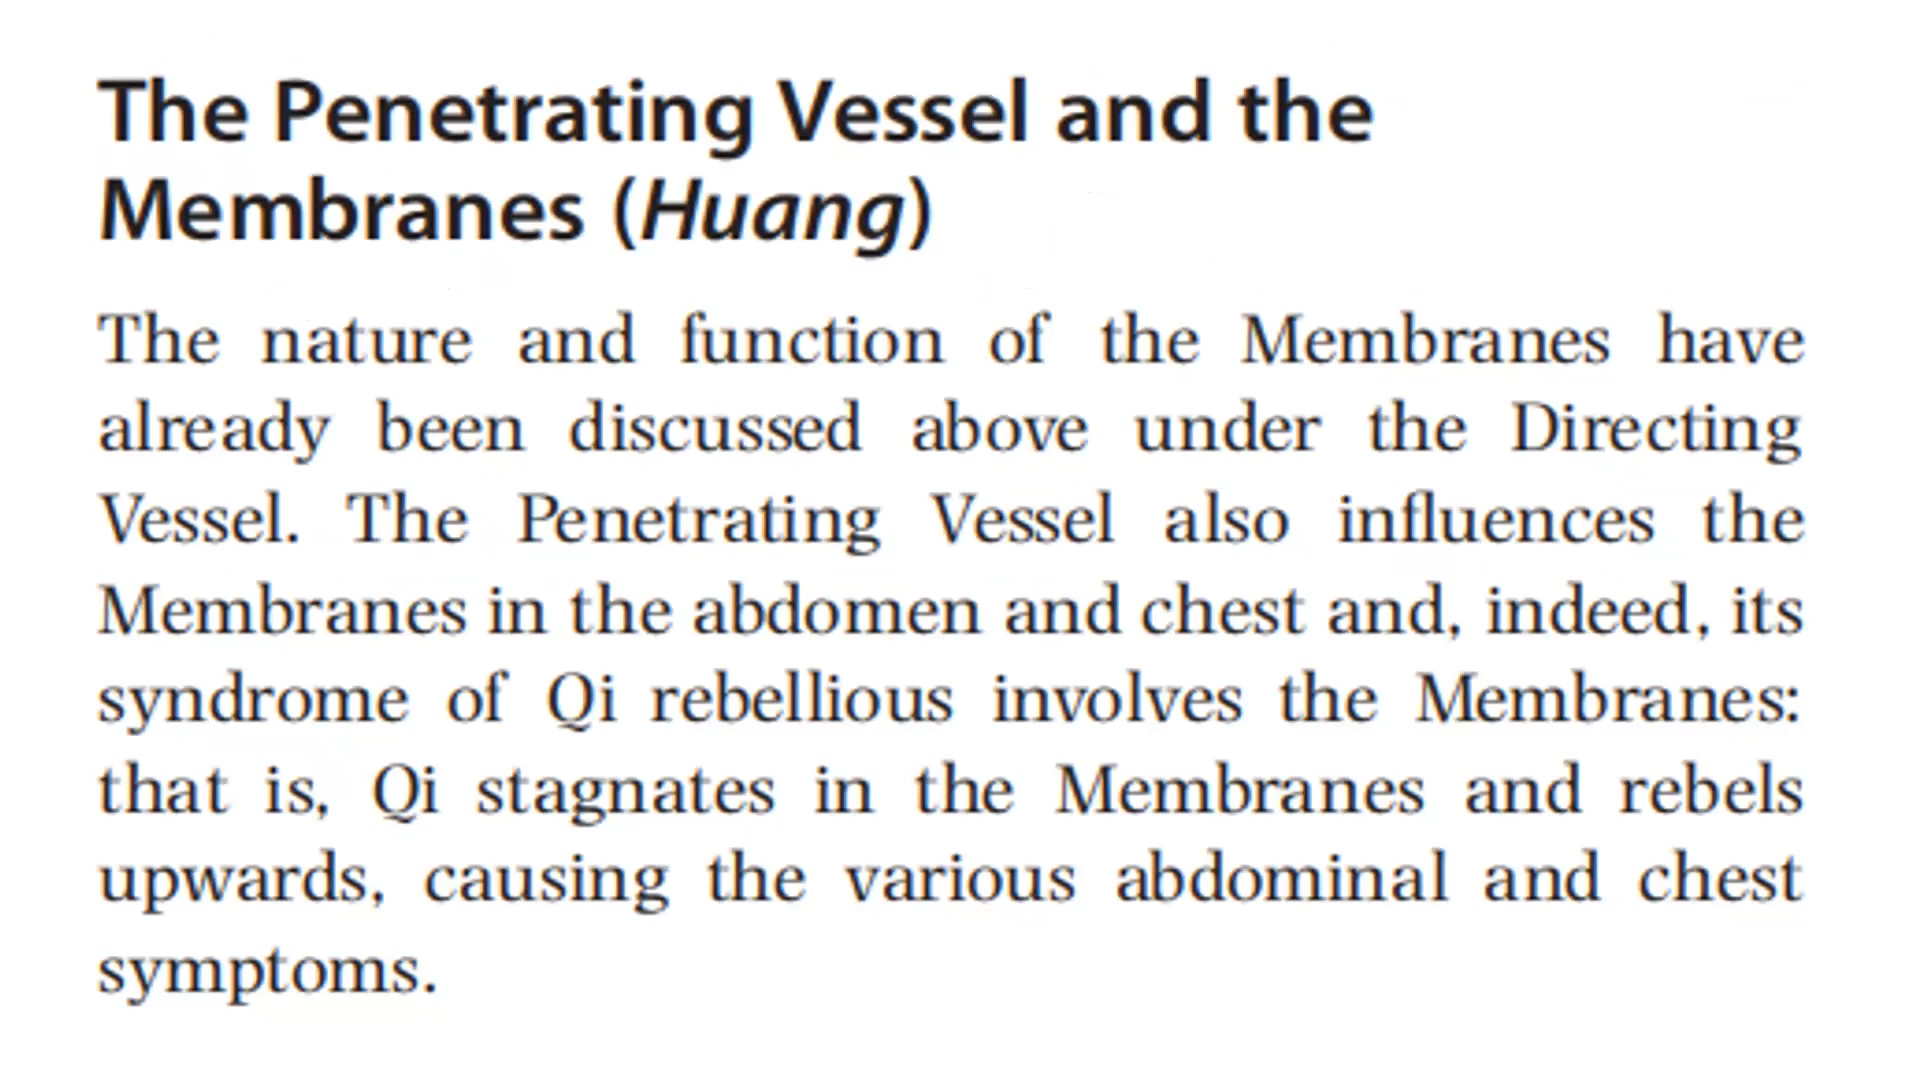 The Penetrating Vessel and the
Membranes (Huang)
The nature and function of the Membranes have
already been discussed above under the Directing
Vessel. The Penetrating Vessel also influences the
Membranes in the abdomen and chest and, indeed, its
syndrome of Qi rebellious involves the Membranes:
that is, Qi stagnates in the Membranes and rebels
upwards, causing the various abdominal and chest
symptoms.